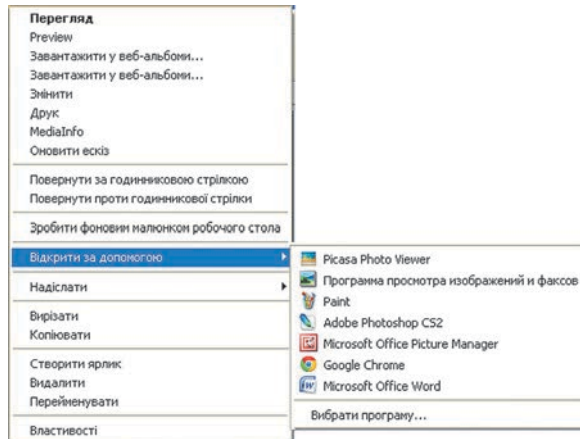 Перегляд
Preview
Завантажити у веб-альбоми...
Завантажити у веб-альбоми...
Змінити
Друк
MediaInfo
Оновити ескіз
Повернути за годинниковою стрілкою
Повернути проти годинникової стрілки
Зробити фоновим малюнком робочого стола
Відкрити за допомогою
Надіслати
Вирізати
Копіювати
Створити ярлик
Видалити
Перейменувати
Властивості
Picasa Photo Viewer
Программа просмотра изображений и факсов
Paint
Adobe Photoshop CS2
Microsoft Office Picture Manager
Google Chrome
Microsoft Office Word
Вибрати програму...